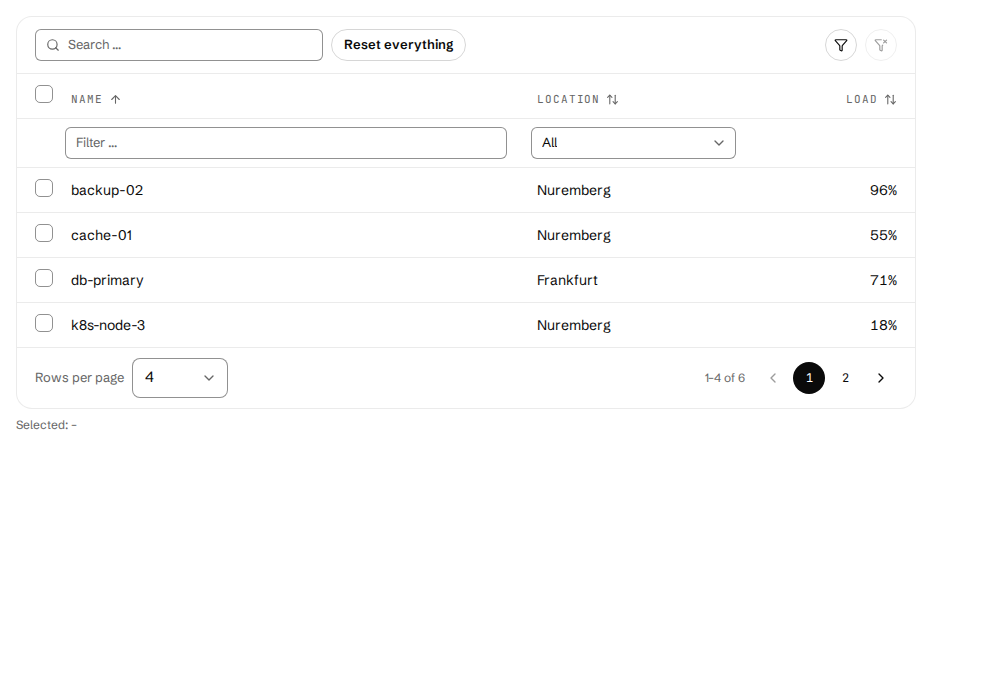 Search ... Reset everything
NAME LOCATION LOAD
Filter ... All
backup-02 Nuremberg 96%
cache-01 Nuremberg 55%
db-primary Frankfurt 71%
k8s-node-3 Nuremberg 18%
Rows per page 4 1–4 of 6 1 2
Selected: –